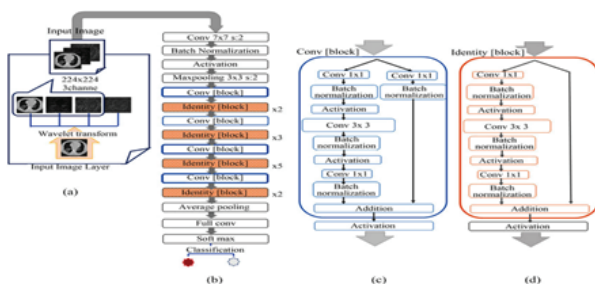 Input Image
224x224
3channe
Wavelet transform
Input Image Layer
(a)
Conv 7x7 s:2
Batch Normalization
Activation
Maxpooling 3x3 s:2
Conv [block]
Identity [block] x2
Conv [block]
Identity [block] x3
Conv [block]
Identity [block] x5
Conv [block]
Identity [block] x2
Average pooling
Full conv
Soft max
Classification
(b)
Conv [block]
Conv 1x1 Conv 1x1
Batch Batch
normalization normalization
Activation
Conv 3x 3
Batch
normalization
Activation
Conv 1x1
Batch
normalization
Addition
Activation
(c)
Identity [block]
Conv 1x1
Batch
normalization
Activation
Conv 3x 3
Batch
normalization
Activation
Conv 1x1
Batch
normalization
Addition
Activation
(d)